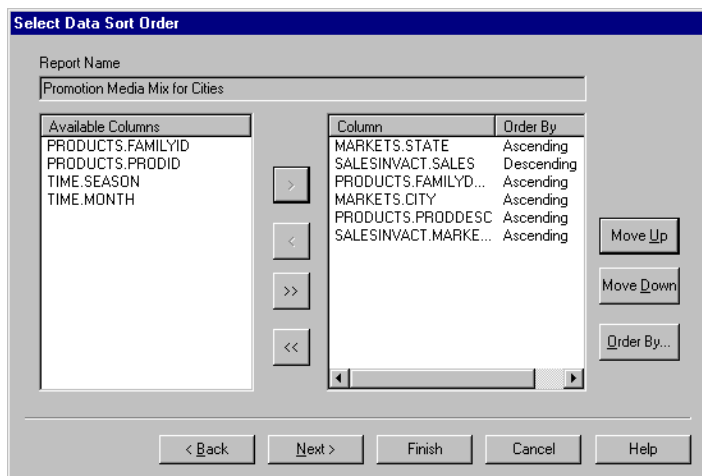 Select Data Sort Order
Report Name
Promotion Media Mix for Cities
Available Columns
PRODUCTS.FAMILYID
PRODUCTS.PRODID
TIME.SEASON
TIME.MONTH
>
<
>>
<<
Column Order By
MARKETS.STATE Ascending
SALESINVACT.SALES Descending
PRODUCTS.FAMILYD... Ascending
MARKETS.CITY Ascending
PRODUCTS.PRODDESC Ascending
SALESINVACT.MARKE... Ascending
Move Up
Move Down
Order By...
< Back Next > Finish Cancel Help